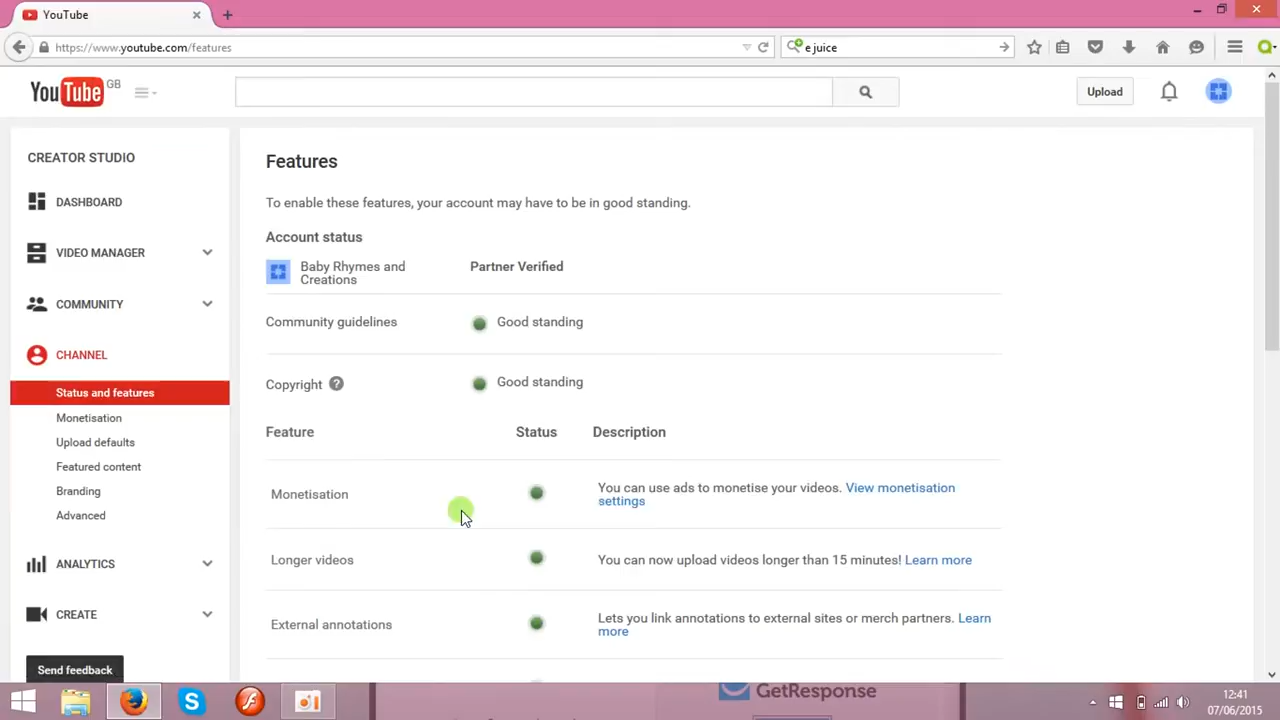 YouTube
https://www.youtube.com/features
e juice
YouTube GB
Upload
CREATOR STUDIO
DASHBOARD
VIDEO MANAGER
COMMUNITY
CHANNEL
Status and features
Monetisation
Upload defaults
Featured content
Branding
Advanced
ANALYTICS
CREATE
Send feedback
Features
To enable these features, your account may have to be in good standing.
Account status
Baby Rhymes and
Creations
Partner Verified
Community guidelines
Good standing
Copyright ?
Good standing
Feature
Status
Description
Monetisation
You can use ads to monetise your videos. View monetisation
settings
Longer videos
You can now upload videos longer than 15 minutes! Learn more
External annotations
Lets you link annotations to external sites or merch partners. Learn
more
GetResponse
12:41
07/06/2015